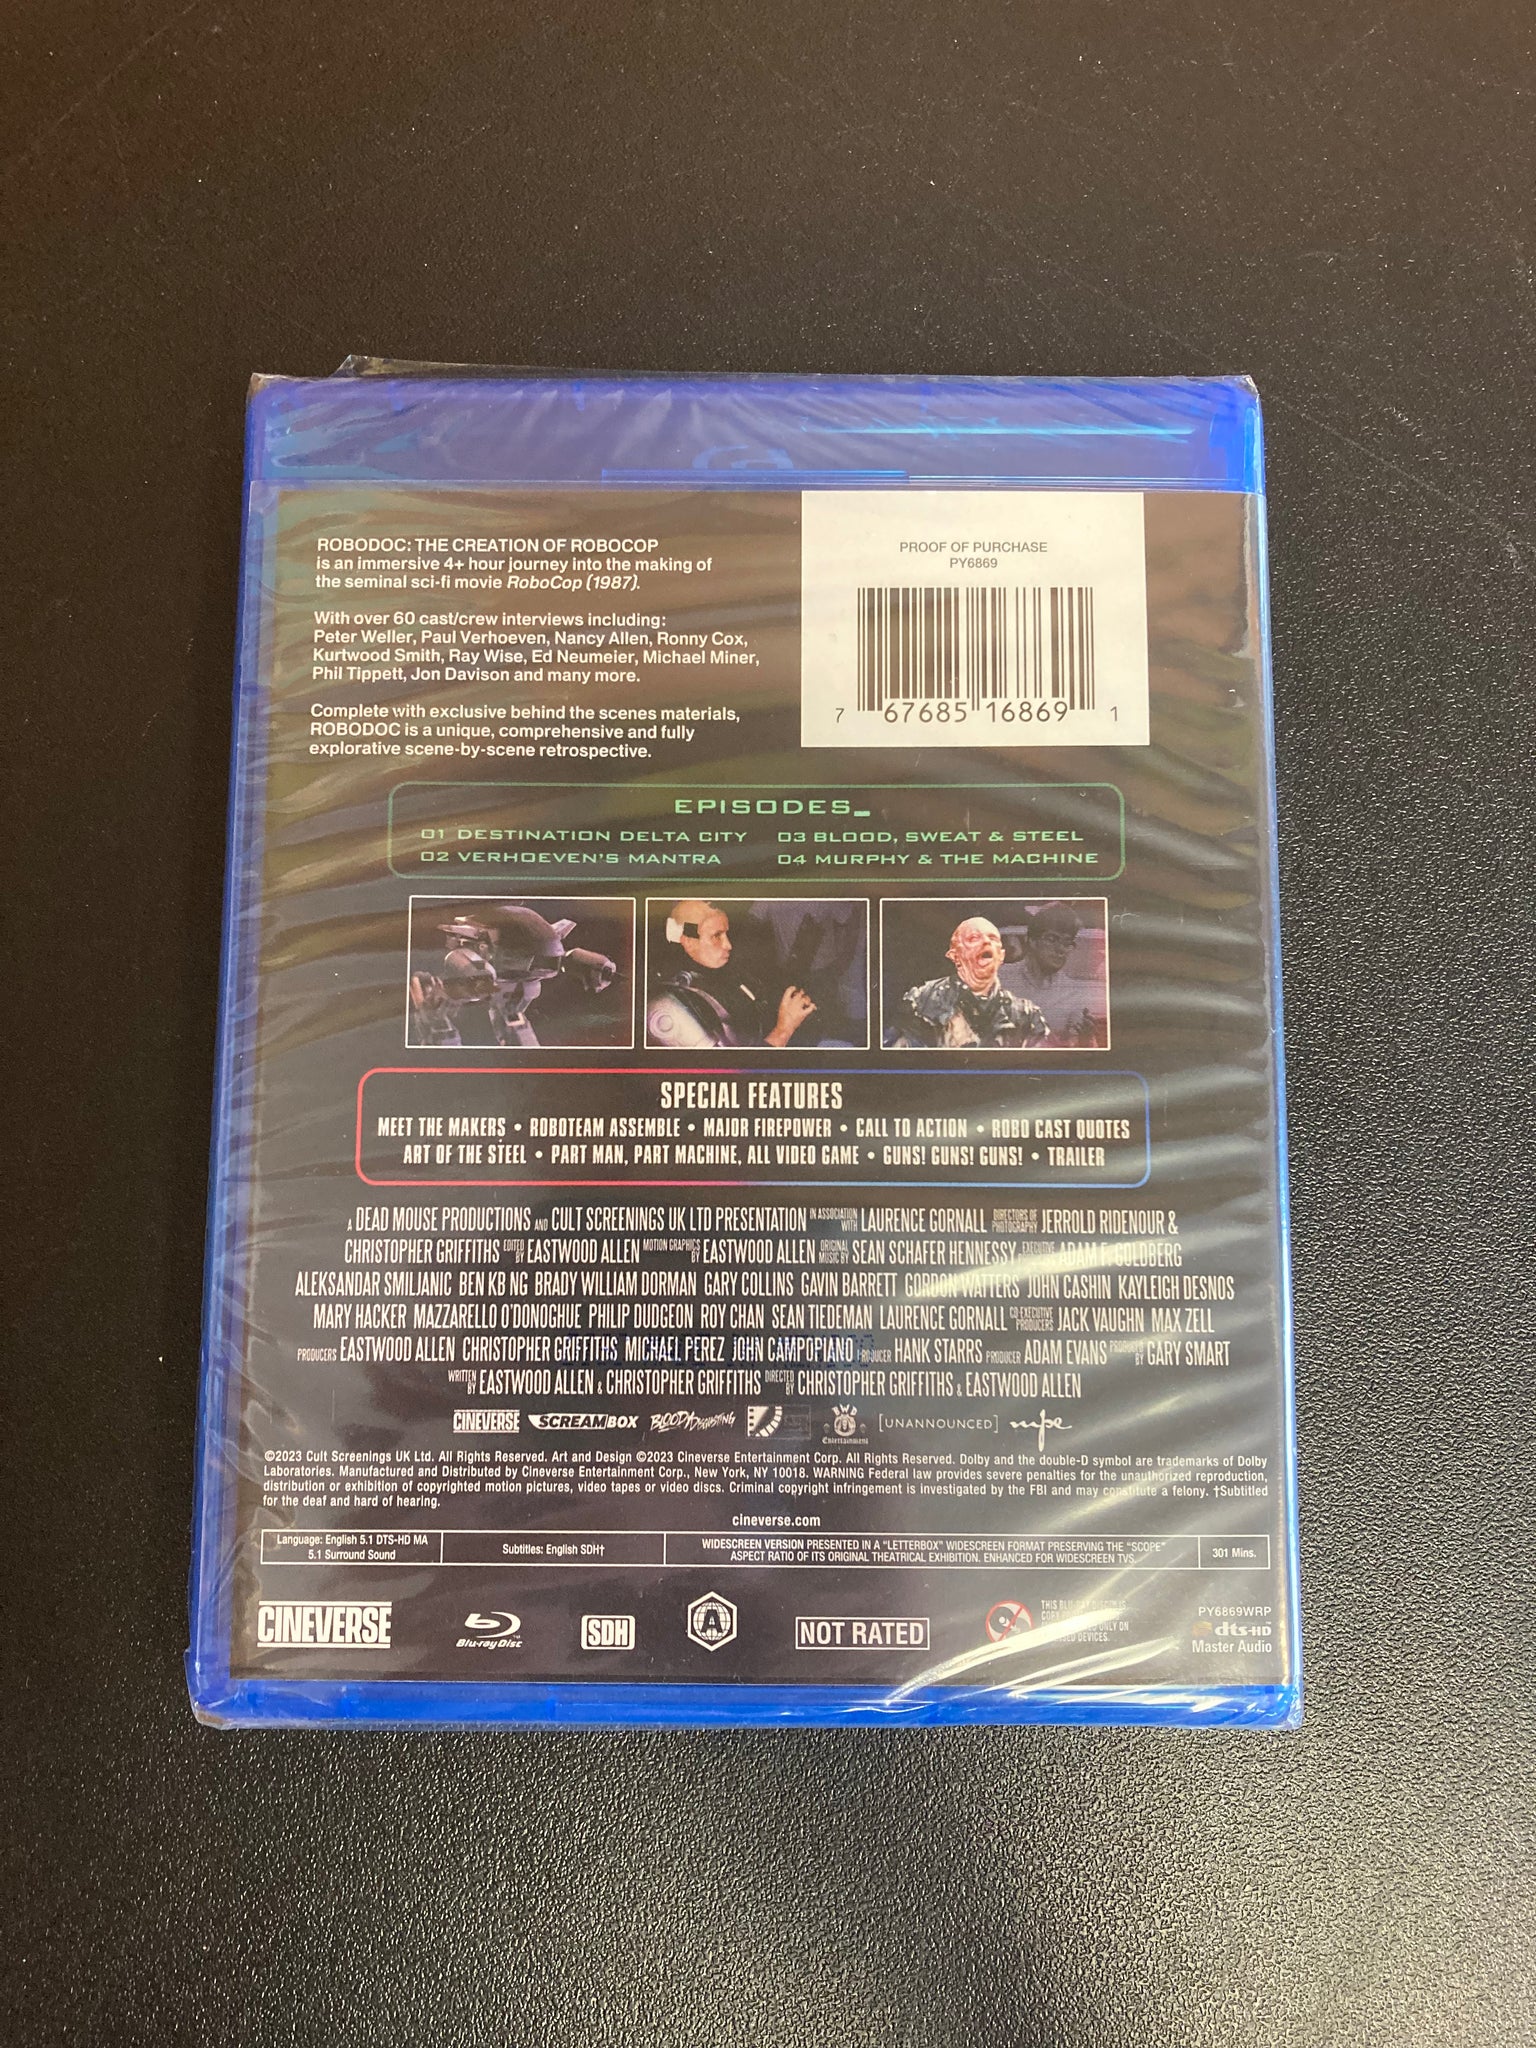 ROBODOC: THE CREATION OF ROBOCOP
is an immersive 4+ hour journey into the making of
the seminal sci-fi movie RoboCop (1987).
With over 60 cast/crew interviews including:
Peter Weller, Paul Verhoeven, Nancy Allen, Ronny Cox,
Kurtwood Smith, Ray Wise, Ed Neumeier, Michael Miner,
Phil Tippett, Jon Davison and many more.
Complete with exclusive behind the scenes materials,
ROBODOC is a unique, comprehensive and fully
explorative scene-by-scene retrospective.
PROOF OF PURCHASE
PY6869
7 67685 16869 1
EPISODES_
01 DESTINATION DELTA CITY 03 BLOOD, SWEAT & STEEL
02 VERHOEVEN'S MANTRA 04 MURPHY & THE MACHINE
SPECIAL FEATURES
MEET THE MAKERS • ROBOTEAM ASSEMBLE • MAJOR FIREPOWER • CALL TO ACTION • ROBO CAST QUOTES
ART OF THE STEEL • PART MAN, PART MACHINE, ALL VIDEO GAME • GUNS! GUNS! GUNS! • TRAILER
A DEAD MOUSE PRODUCTIONS AND CULT SCREENINGS UK LTD PRESENTATION IN ASSOCIATION WITH LAURENCE GORNALL DIRECTORS OF PHOTOGRAPHY JERROLD RIDENOUR &
CHRISTOPHER GRIFFITHS EDITED BY EASTWOOD ALLEN MOTION GRAPHICS BY EASTWOOD ALLEN ORIGINAL MUSIC BY SEAN SCHAFER HENNESSY EXECUTIVE ADAM F. GOLDBERG
ALEKSANDAR SMILJANIC BEN KB NG BRADY WILLIAM DORMAN GARY COLLINS GAVIN BARRETT GORDON WATTERS JOHN CASHIN KAYLEIGH DESNOS
MARY HACKER MAZZARELLO O'DONOGHUE PHILIP DUDGEON ROY CHAN SEAN TIEDEMAN LAURENCE GORNALL CO-EXECUTIVE PRODUCERS JACK VAUGHN MAX ZELL
PRODUCERS EASTWOOD ALLEN CHRISTOPHER GRIFFITHS MICHAEL PEREZ JOHN CAMPOPIANO PRODUCER HANK STARRS PRODUCER ADAM EVANS PRODUCED BY GARY SMART
WRITTEN BY EASTWOOD ALLEN & CHRISTOPHER GRIFFITHS DIRECTED BY CHRISTOPHER GRIFFITHS & EASTWOOD ALLEN
CINEVERSE SCREAMBOX BLOODY DISGUSTING BWD Entertainment [UNANNOUNCED] mpe
©2023 Cult Screenings UK Ltd. All Rights Reserved. Art and Design ©2023 Cineverse Entertainment Corp. All Rights Reserved. Dolby and the double-D symbol are trademarks of Dolby
Laboratories. Manufactured and Distributed by Cineverse Entertainment Corp., New York, NY 10018. WARNING Federal law provides severe penalties for the unauthorized reproduction,
distribution or exhibition of copyrighted motion pictures, video tapes or video discs. Criminal copyright infringement is investigated by the FBI and may constitute a felony. †Subtitled
for the deaf and hard of hearing.
cineverse.com
Language: English 5.1 DTS-HD MA
5.1 Surround Sound
Subtitles: English SDH†
WIDESCREEN VERSION PRESENTED IN A "LETTERBOX" WIDESCREEN FORMAT PRESERVING THE "SCOPE"
ASPECT RATIO OF ITS ORIGINAL THEATRICAL EXHIBITION. ENHANCED FOR WIDESCREEN TVS.
301 Mins.
CINEVERSE
Blu-ray Disc
SDH
A
NOT RATED
THIS BLU-RAY DISC IS
ONLY ON
DEVICES.
PY6869WRP
dts-HD
Master Audio